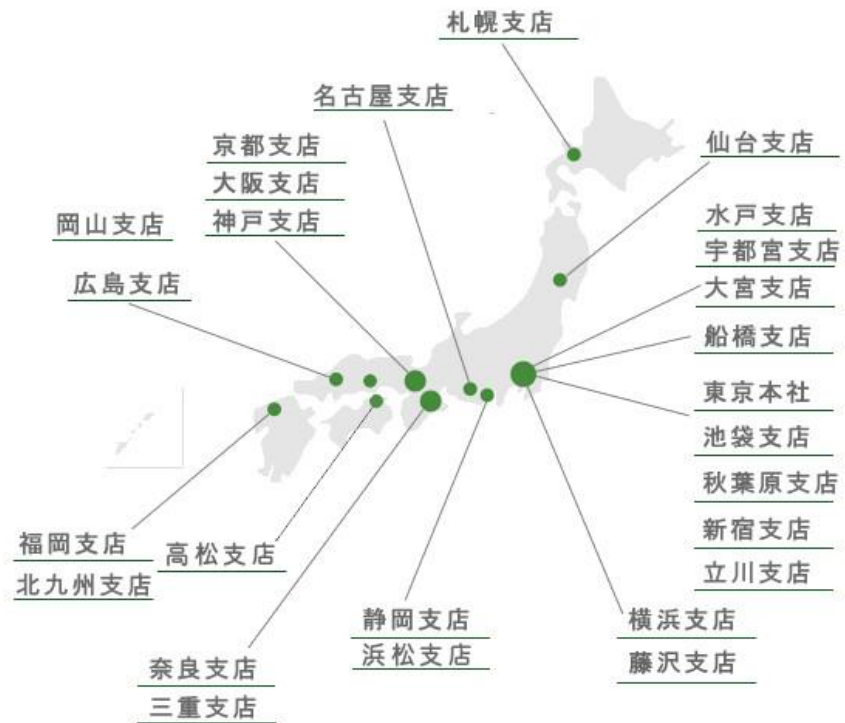 札幌支店
名古屋支店
京都支店
大阪支店
神戸支店
岡山支店
広島支店
仙台支店
水戸支店
宇都宮支店
大宮支店
船橋支店
東京本社
池袋支店
秋葉原支店
新宿支店
立川支店
福岡支店
北九州支店
高松支店
奈良支店
三重支店
静岡支店
浜松支店
横浜支店
藤沢支店